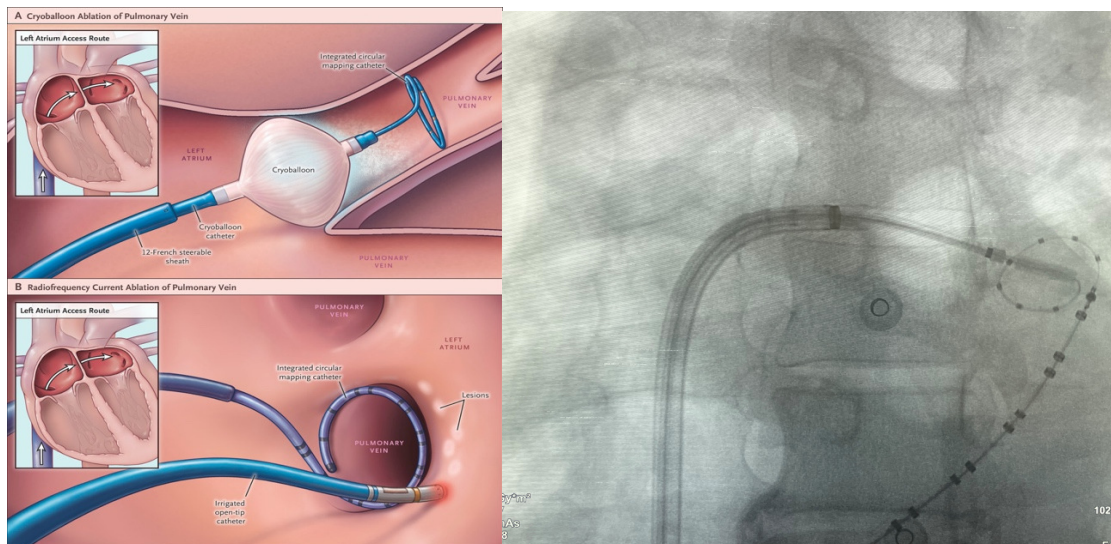 A Cryoballoon Ablation of Pulmonary Vein
Left Atrium Access Route
Integrated circular
mapping catheter
PULMONARY
VEIN
LEFT
ATRIUM
Cryoballoon
Cryoballoon
catheter
12-French steerable
sheath
PULMONARY
VEIN
B Radiofrequency Current Ablation of Pulmonary Vein
Left Atrium Access Route
PULMONARY
VEIN
LEFT
ATRIUM
Integrated circular
mapping catheter
Lesions
PULMONARY
VEIN
Irrigated
open-tip
catheter
102